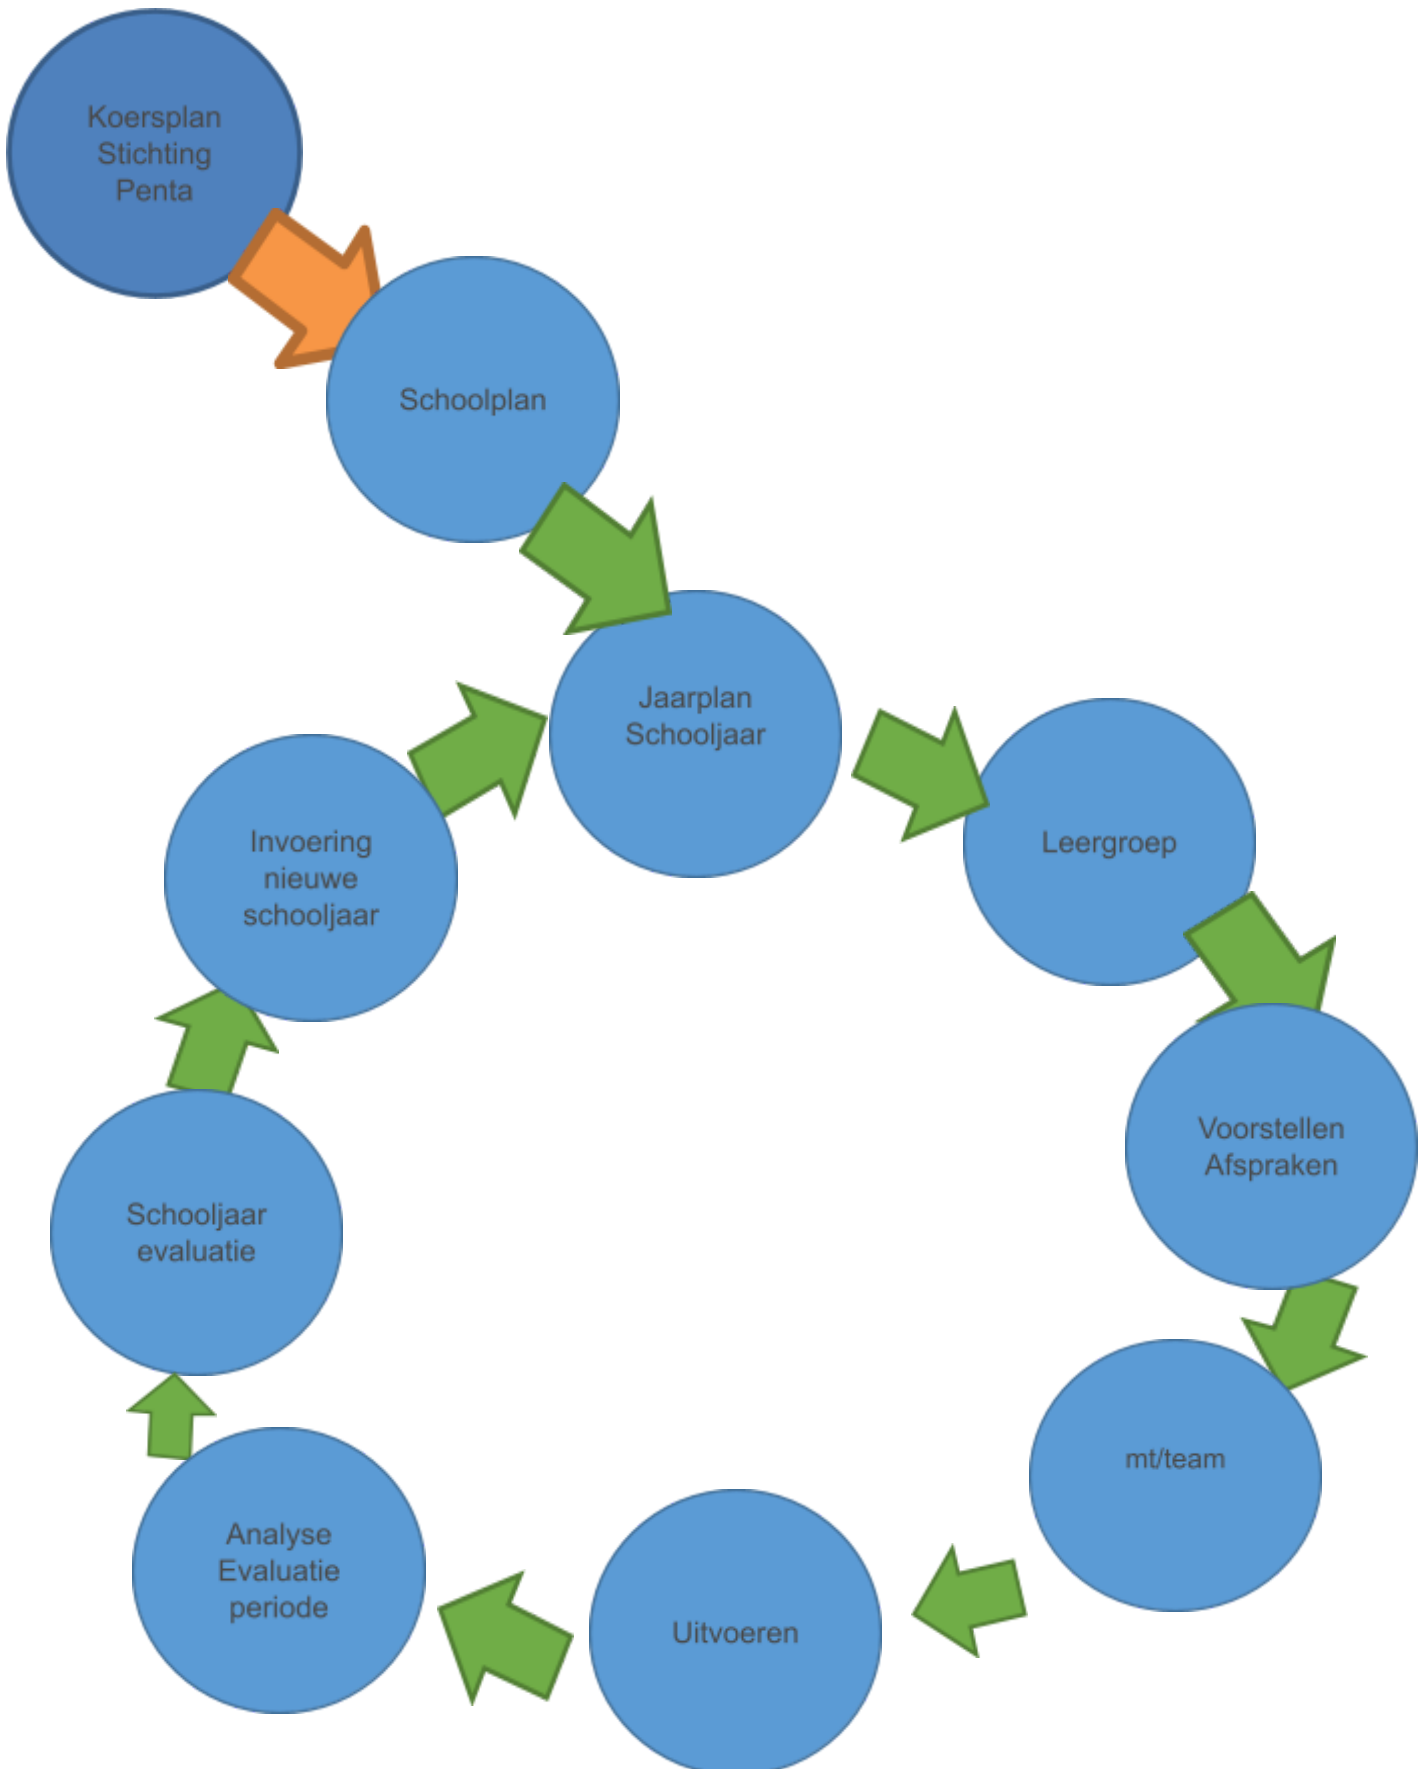 Koersplan
Stichting
Penta
Schoolplan
Jaarplan
Schooljaar
Leergroep
Voorstellen
Afspraken
mt/team
Uitvoeren
Analyse
Evaluatie
periode
Schooljaar
evaluatie
Invoering
nieuwe
schooljaar